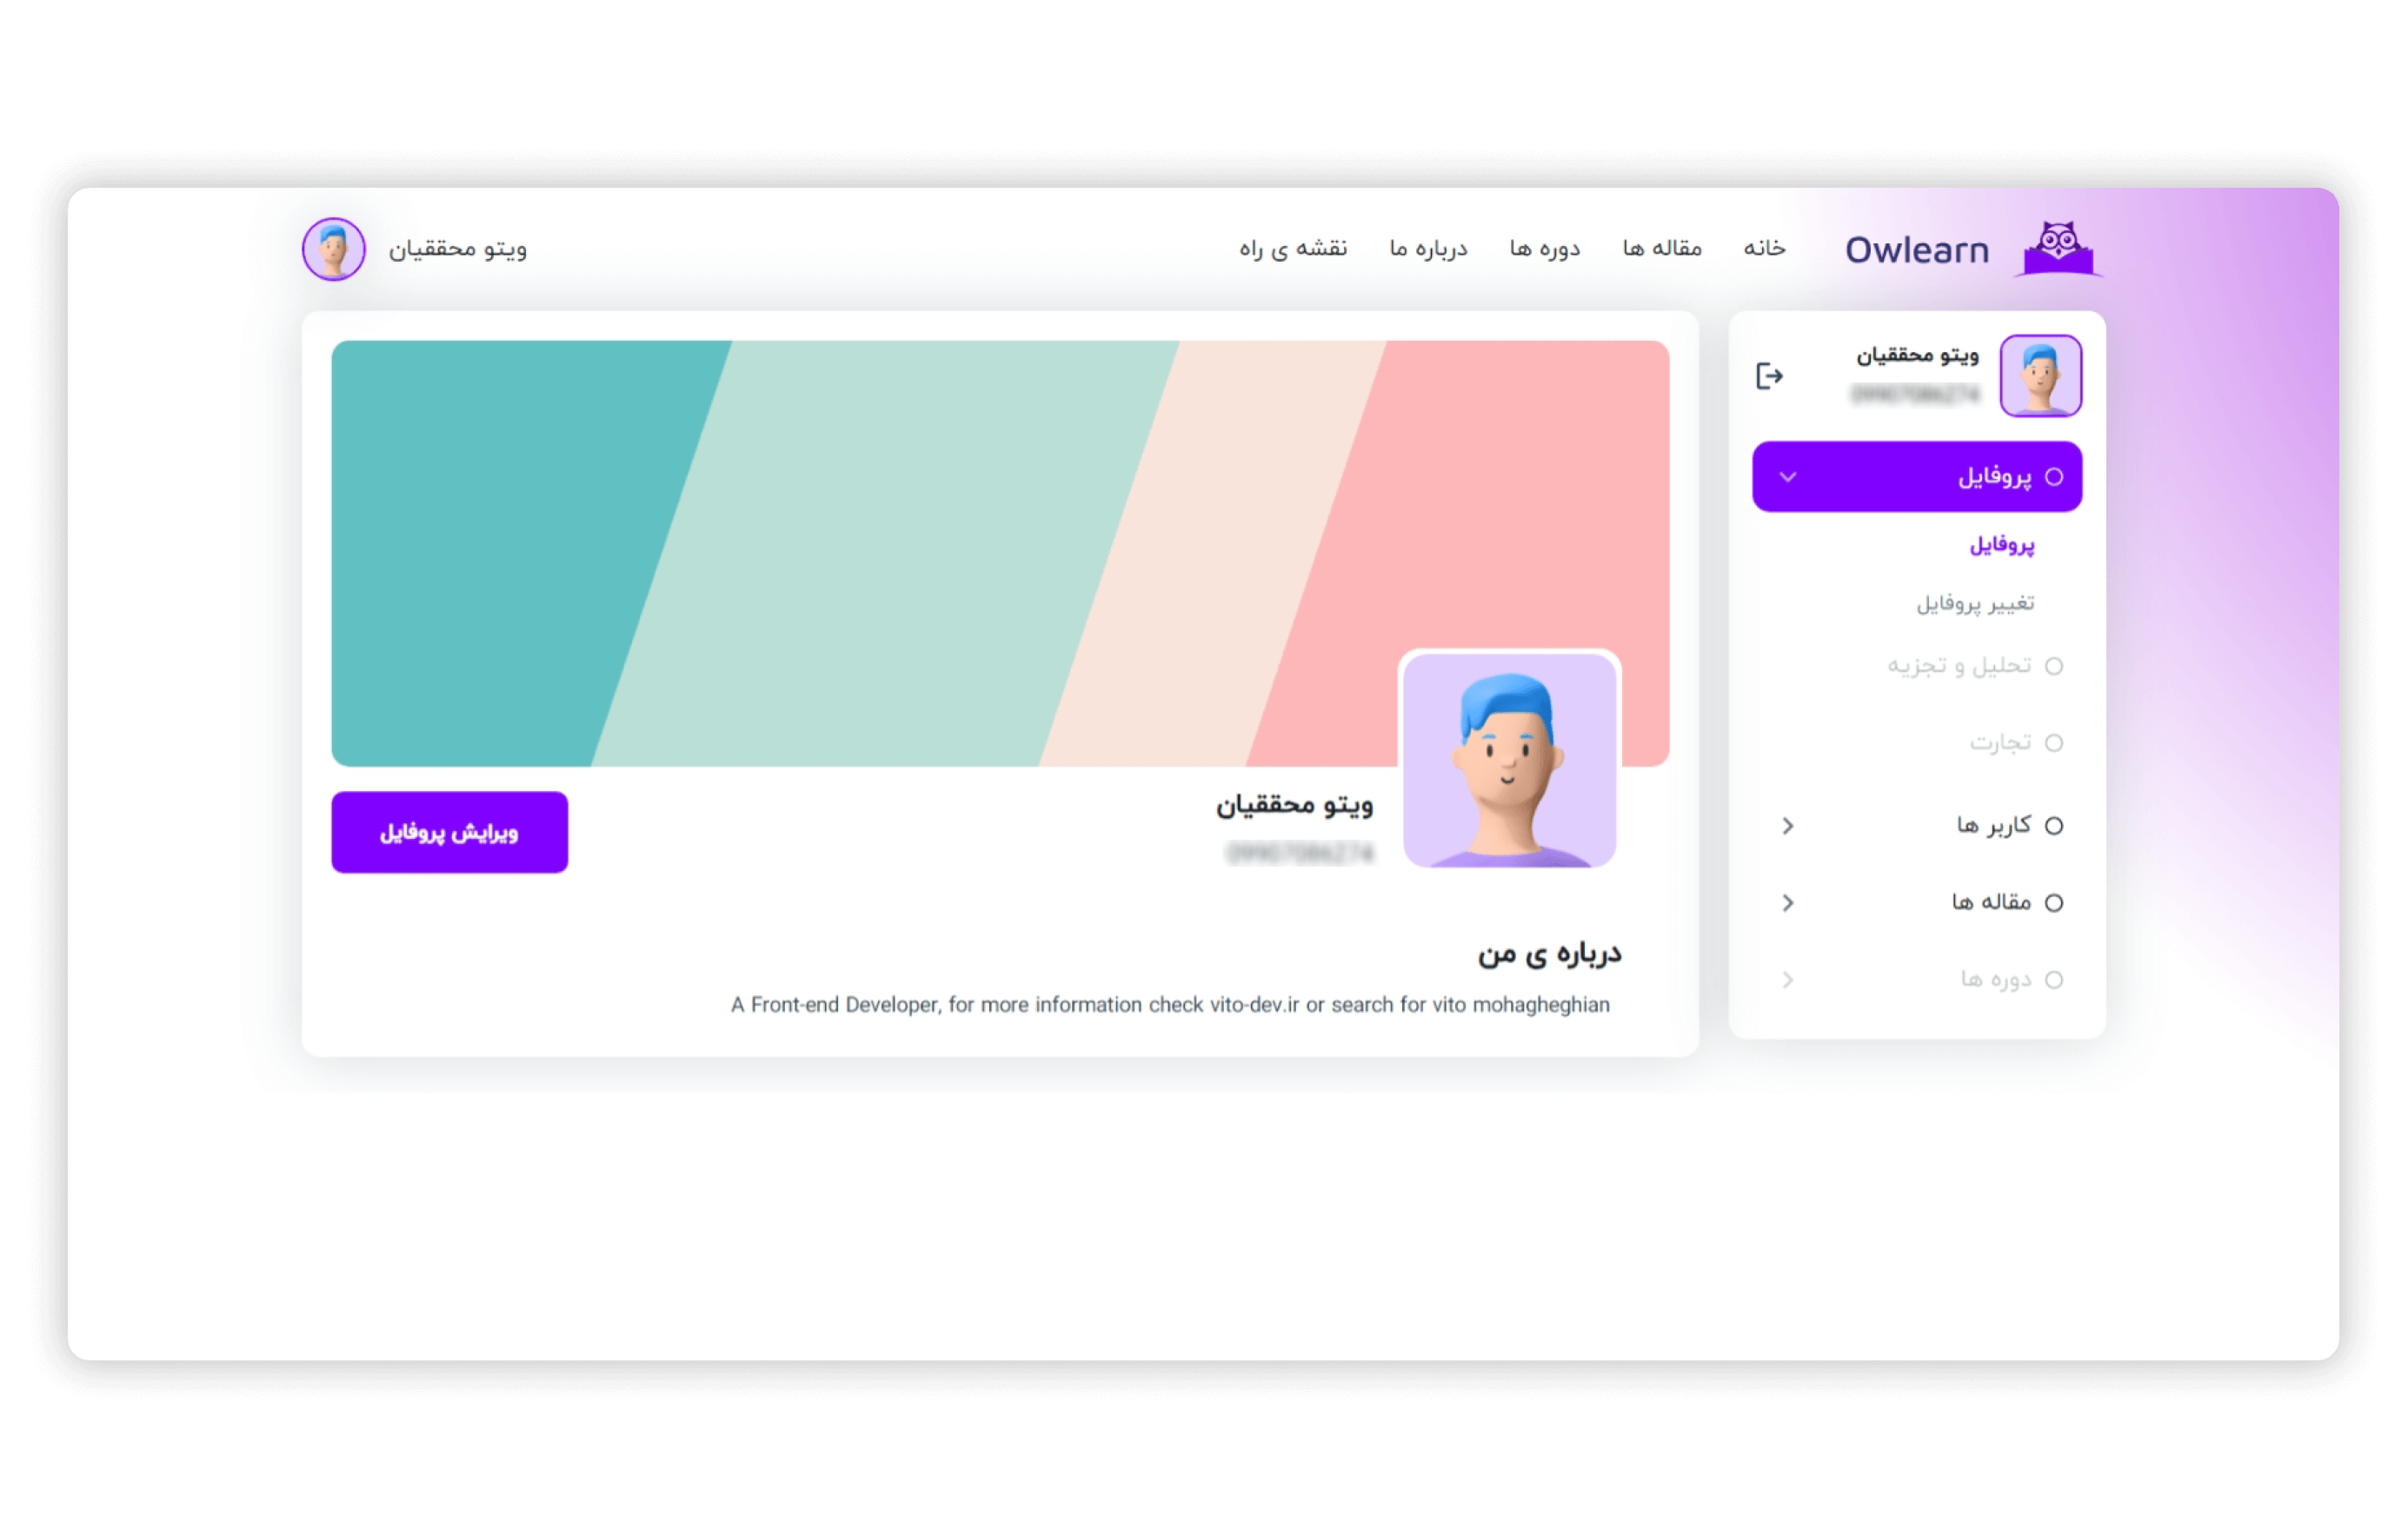 Owlearn
خانه
مقاله ها
دوره ها
درباره ما
نقشه ی راه
ویتو محققیان
ویتو محققیان
پروفایل
پروفایل
تغییر پروفایل
تحلیل و تجزیه
تجارت
کاربر ها
مقاله ها
دوره ها
ویتو محققیان
ویرایش پروفایل
درباره ی من
A Front-end Developer, for more information check vito-dev.ir or search for vito mohagheghian